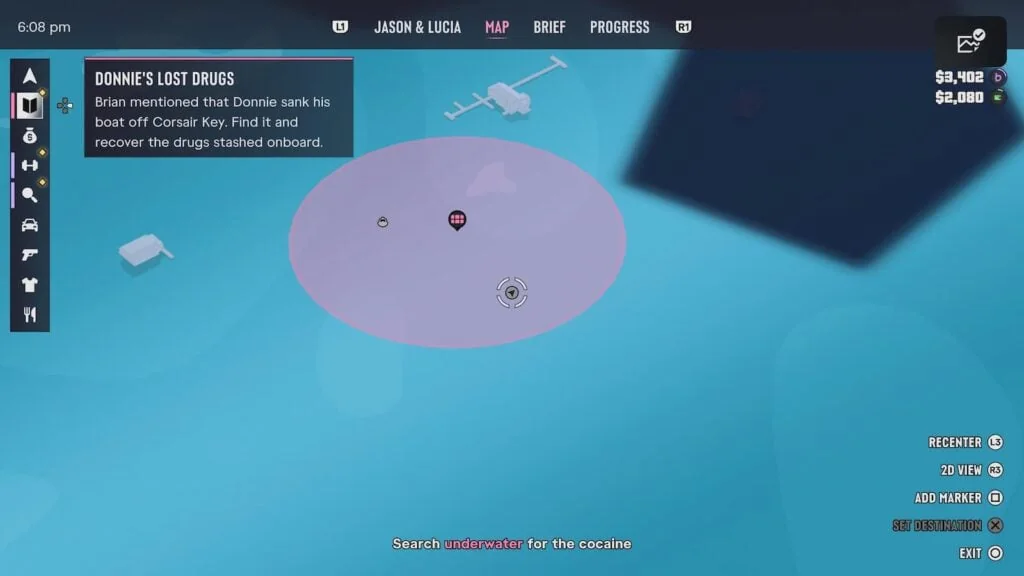 6:08 pm
L1 JASON & LUCIA MAP BRIEF PROGRESS R1
$3,402 b
$2,080
DONNIE'S LOST DRUGS
Brian mentioned that Donnie sank his
boat off Corsair Key. Find it and
recover the drugs stashed onboard.
RECENTER L3
2D VIEW R3
ADD MARKER
SET DESTINATION
EXIT
Search underwater for the cocaine